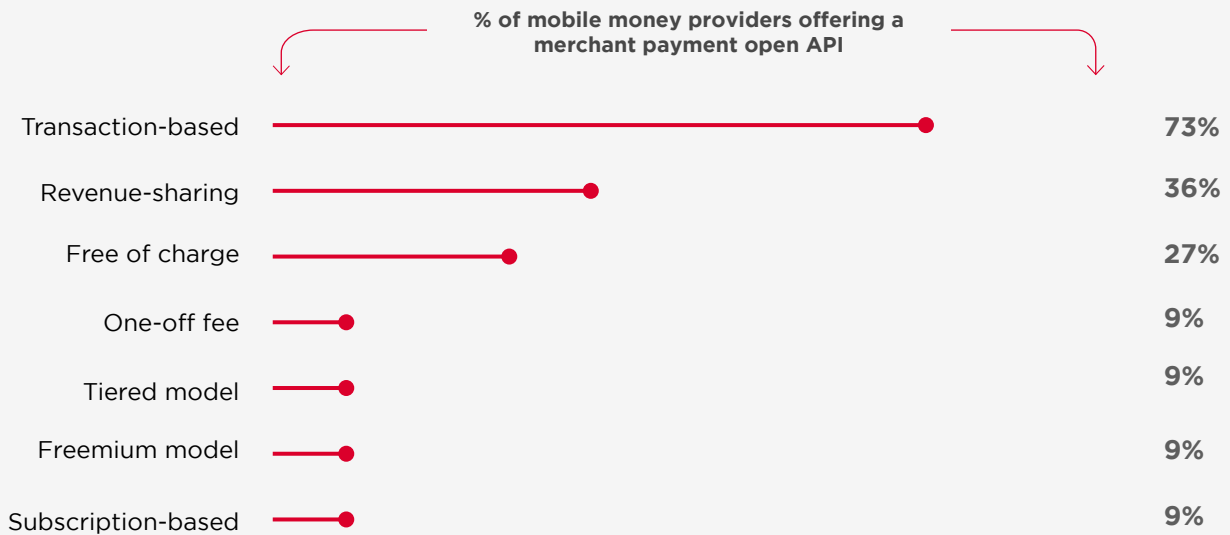 % of mobile money providers offering a
merchant payment open API
Transaction-based 73%
Revenue-sharing 36%
Free of charge 27%
One-off fee 9%
Tiered model 9%
Freemium model 9%
Subscription-based 9%